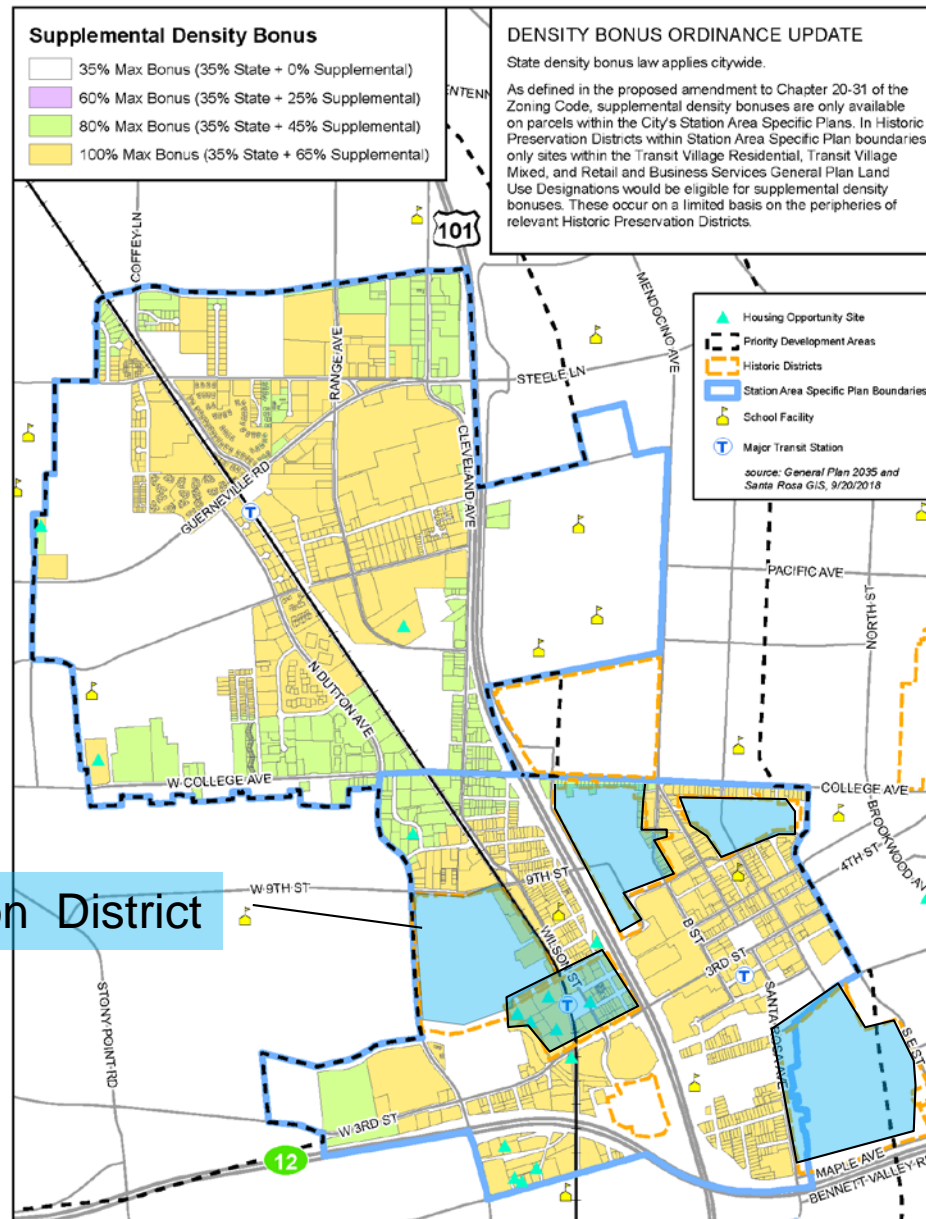 Supplemental Density Bonus
35% Max Bonus (35% State + 0% Supplemental)
60% Max Bonus (35% State + 25% Supplemental)
80% Max Bonus (35% State + 45% Supplemental)
100% Max Bonus (35% State + 65% Supplemental)
DENSITY BONUS ORDINANCE UPDATE
State density bonus law applies citywide.
As defined in the proposed amendment to Chapter 20-31 of the
Zoning Code, supplemental density bonuses are only available
on parcels within the City's Station Area Specific Plans. In Historic
Preservation Districts within Station Area Specific Plan boundaries
only sites within the Transit Village Residential, Transit Village
Mixed, and Retail and Business Services General Plan Land
Use Designations would be eligible for supplemental density
bonuses. These occur on a limited basis on the peripheries of
relevant Historic Preservation Districts.
Housing Opportunity Site
Priority Development Areas
Historic Districts
Station Area Specific Plan Boundaries
School Facility
T Major Transit Station
source: General Plan 2035 and
Santa Rosa GIS, 9/20/2018
101
COFFEY LN
RANGE AVE
MENDOCINO AVE
STEELE LN
CLEVELAND AVE
GUERNEVILLE RD
T
PACIFIC AVE
NORTH ST
N DUTTON AVE
W COLLEGE AVE
COLLEGE AVE
BROOKWOOD AV
4TH ST
W 9TH ST
9TH ST
on District
WILSON ST
B ST
3RD ST
T
T
SANTA ROSA AVE
S E ST
STONY POINT RD
W 3RD ST
12
MAPLE AVE
BENNETT VALLEY R